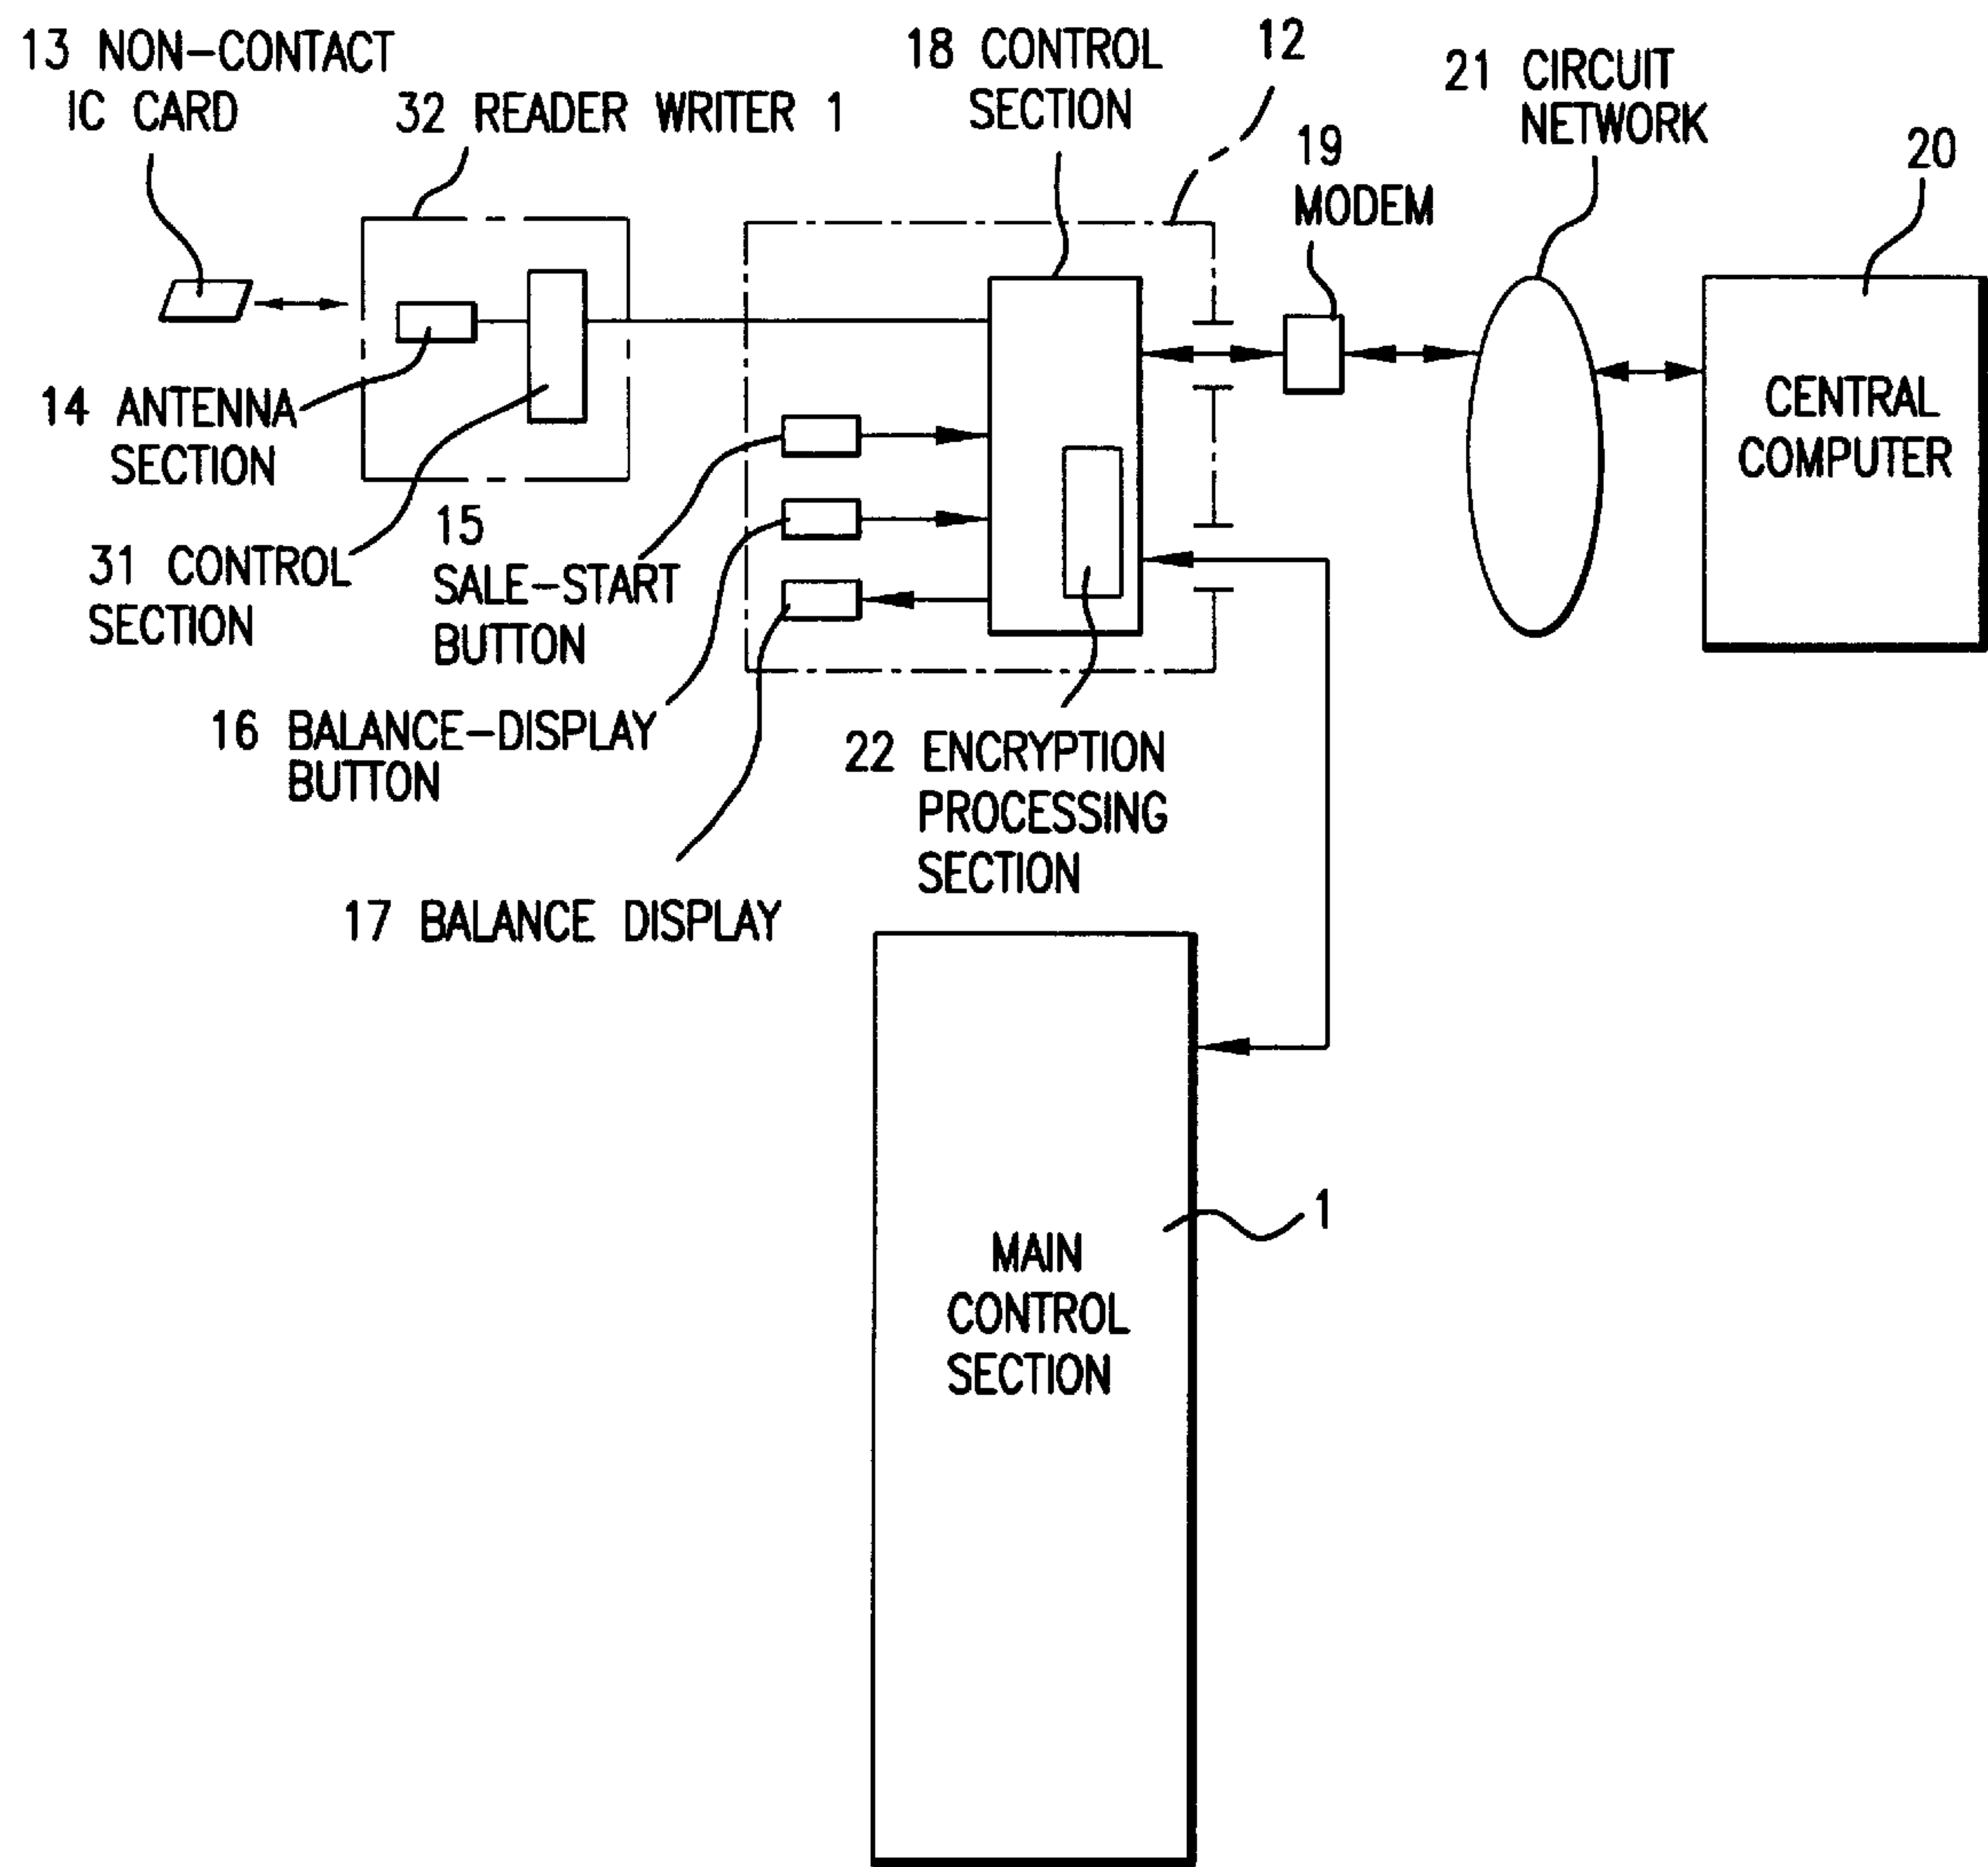 13 NON-CONTACT
IC CARD
32 READER WRITER 1
18 CONTROL
SECTION
12
19
MODEM
21 CIRCUIT
NETWORK
20
CENTRAL
COMPUTER
14 ANTENNA
SECTION
31 CONTROL
SECTION
15
SALE-START
BUTTON
16 BALANCE-DISPLAY
BUTTON
17 BALANCE DISPLAY
22 ENCRYPTION
PROCESSING
SECTION
MAIN
CONTROL
SECTION
1